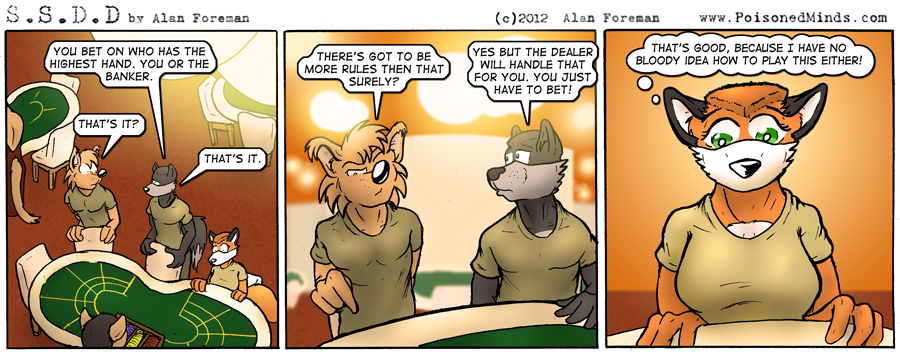 S.S.D.D by Alan Foreman (c)2012 Alan Foreman www.PoisonedMinds.com
YOU BET ON WHO HAS THE
HIGHEST HAND. YOU OR THE
BANKER.
THAT'S IT?
THAT'S IT.
THERE'S GOT TO BE
MORE RULES THEN THAT
SURELY?
YES BUT THE DEALER
WILL HANDLE THAT
FOR YOU. YOU JUST
HAVE TO BET!
THAT'S GOOD, BECAUSE I HAVE NO
BLOODY IDEA HOW TO PLAY THIS EITHER!